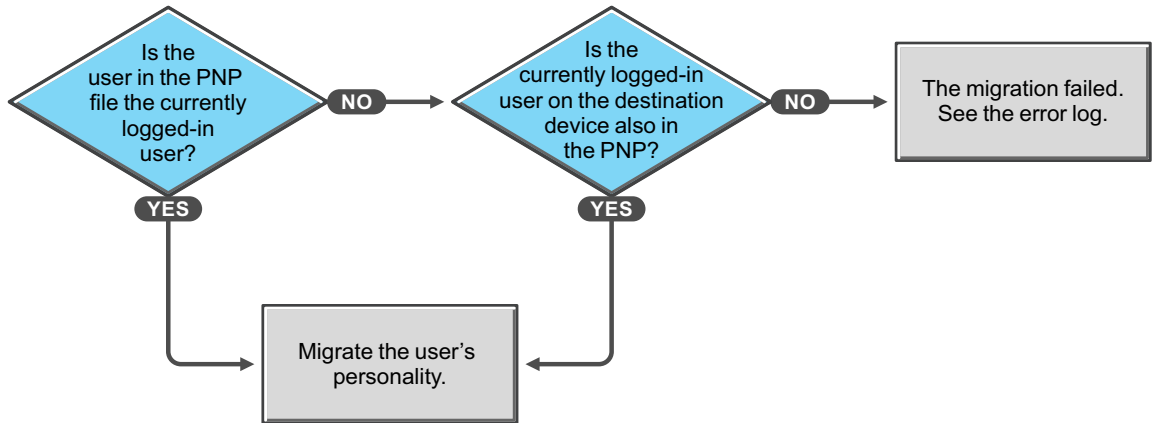 Is the
user in the PNP
file the currently
logged-in
user?
NO
YES
Is the
currently logged-in
user on the destination
device also in
the PNP?
NO
YES
The migration failed.
See the error log.
Migrate the user’s
personality.